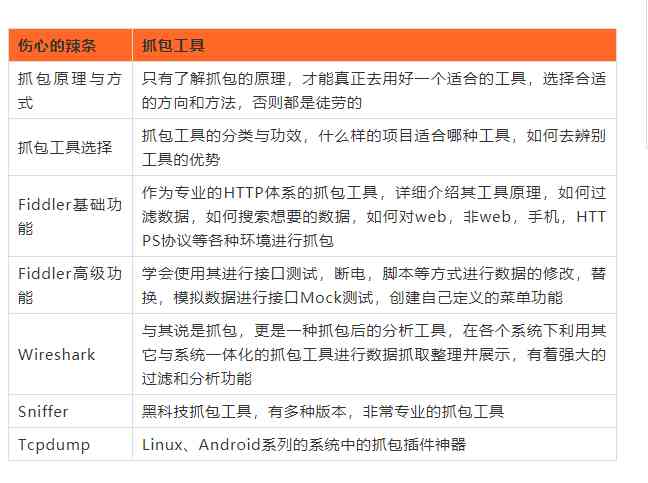 伤心的辣条
抓包工具
抓包原理与方
式
只有了解抓包的原理，才能真正去用好一个适合的工具，选择合适
的方向和方法，否则都是徒劳的
抓包工具选择
抓包工具的分类与功效，什么样的项目适合哪种工具，如何去辨别
工具的优势
Fiddler基础功
能
作为专业的HTTP体系的抓包工具，详细介绍其工具原理，如何过
滤数据，如何搜索想要的数据，如何对web，非web，手机，HTT
PS协议等各种环境进行抓包
Fiddler高级功
能
学会使用其进行接口测试，断电，脚本等方式进行数据的修改，替
换，模拟数据进行接口Mock测试，创建自己定义的菜单功能
Wireshark
与其说是抓包，更是一种抓包后的分析工具，在各个系统下利用其
它与系统一体化的抓包工具进行数据抓取整理并展示，有着强大的
过滤和分析功能
Sniffer
黑科技抓包工具，有多种版本，非常专业的抓包工具
Tcpdump
Linux、Android系列的系统中的抓包插件神器